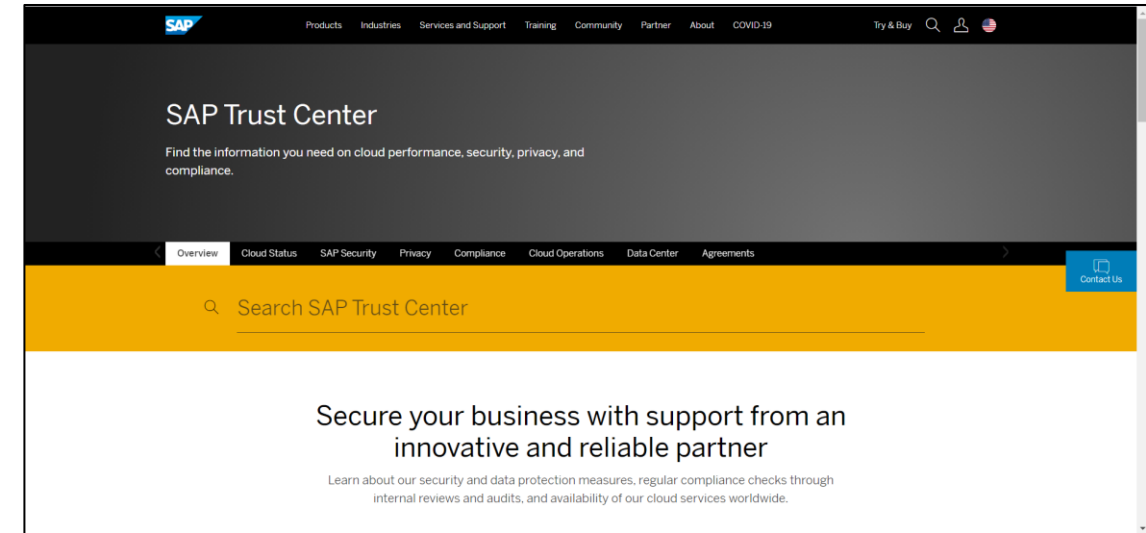 SAP Products Industries Services and Support Training Community Partner About COVID-19 Try & Buy
SAP Trust Center
Find the information you need on cloud performance, security, privacy, and
compliance.
Overview Cloud Status SAP Security Privacy Compliance Cloud Operations Data Center Agreements
Contact Us
Search SAP Trust Center
Secure your business with support from an
innovative and reliable partner
Learn about our security and data protection measures, regular compliance checks through
internal reviews and audits, and availability of our cloud services worldwide.